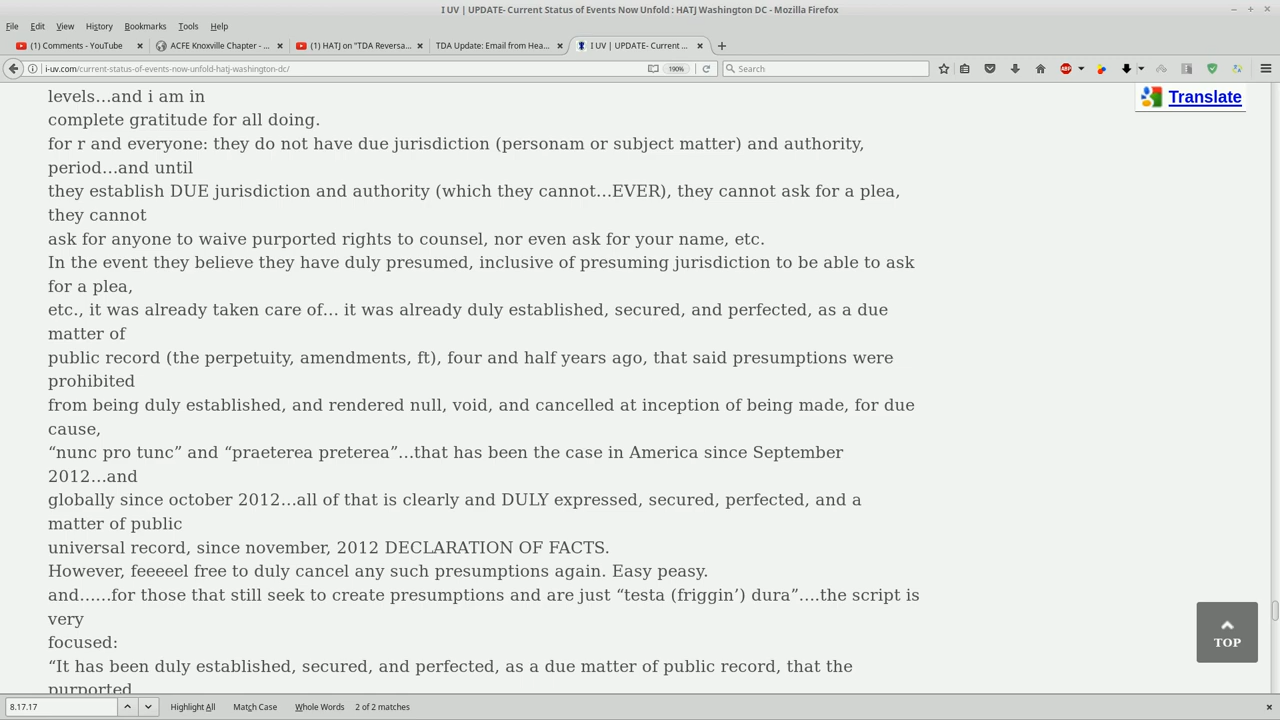 I UV | UPDATE- Current Status of Events Now Unfold : HATJ Washington DC - Mozilla Firefox
File Edit View History Bookmarks Tools Help
(1) Comments - YouTube × ACFE Knoxville Chapter - ... × (1) HATJ on "TDA Reversa... × TDA Update: Email from Hea... × I UV | UPDATE- Current ... ×
i-uv.com/current-status-of-events-now-unfold-hatj-washington-dc/ 190% Search ABP
Translate
levels…and i am in
complete gratitude for all doing.
for r and everyone: they do not have due jurisdiction (personam or subject matter) and authority,
period…and until
they establish DUE jurisdiction and authority (which they cannot…EVER), they cannot ask for a plea,
they cannot
ask for anyone to waive purported rights to counsel, nor even ask for your name, etc.
In the event they believe they have duly presumed, inclusive of presuming jurisdiction to be able to ask
for a plea,
etc., it was already taken care of… it was already duly established, secured, and perfected, as a due
matter of
public record (the perpetuity, amendments, ft), four and half years ago, that said presumptions were
prohibited
from being duly established, and rendered null, void, and cancelled at inception of being made, for due
cause,
“nunc pro tunc” and “praeterea preterea”…that has been the case in America since September
2012…and
globally since october 2012…all of that is clearly and DULY expressed, secured, perfected, and a
matter of public
universal record, since november, 2012 DECLARATION OF FACTS.
However, feeeeel free to duly cancel any such presumptions again. Easy peasy.
and……for those that still seek to create presumptions and are just “testa (friggin’) dura”….the script is
very
focused:
“It has been duly established, secured, and perfected, as a due matter of public record, that the
purported
TOP
8.17.17 Highlight All Match Case Whole Words 2 of 2 matches